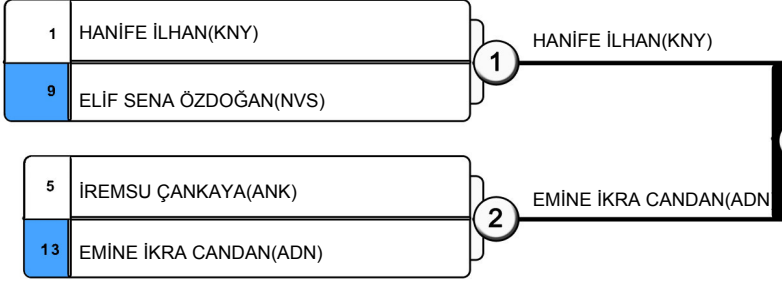 1 HANİFE İLHAN(KNY)
9 ELİF SENA ÖZDOĞAN(NVS)
1
HANİFE İLHAN(KNY)
5 İREMSU ÇANKAYA(ANK)
13 EMİNE İKRA CANDAN(ADN)
2
EMİNE İKRA CANDAN(ADN